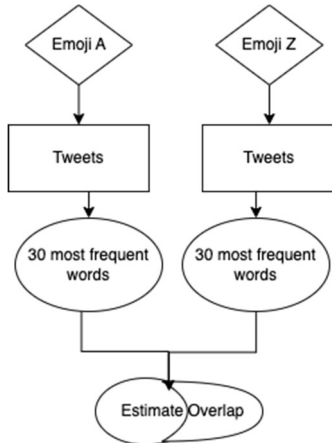 Emoji A
Emoji Z
Tweets
Tweets
30 most frequent
words
30 most frequent
words
Estimate Overlap